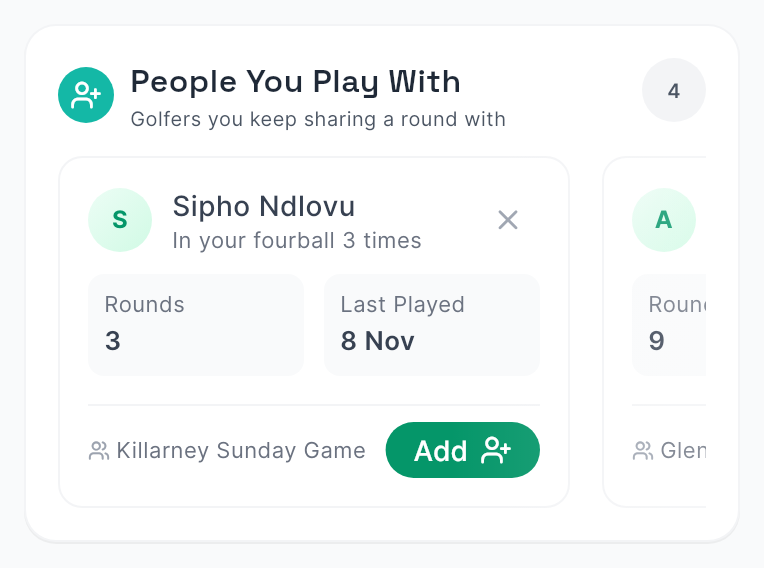 People You Play With
Golfers you keep sharing a round with
4
S
Sipho Ndlovu
In your fourball 3 times
Rounds
3
Last Played
8 Nov
Killarney Sunday Game
Add
A
9